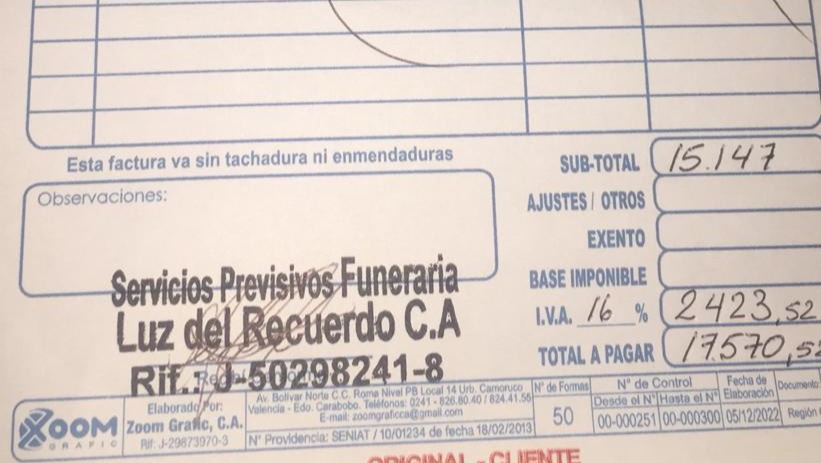 Esta factura va sin tachadura ni enmendaduras
SUB-TOTAL 15.147
Observaciones:
AJUSTES / OTROS
EXENTO
BASE IMPONIBLE
I.V.A. 16 % 2423,52
TOTAL A PAGAR 17.570,52
Servicios Previsivos Funeraria
Luz del Recuerdo C.A
Rif.: J-50298241-8
ZOOM
GRAFIC
Elaborado Por:
Zoom Grafic, C.A.
Rif: J-29873970-3
Av. Bolivar Norte C.C. Roma Nivel PB Local 14 Urb. Camoruco
Valencia - Edo. Carabobo. Teléfonos: 0241 - 826.80.40 / 824.41.56
E-mail: zoomgraficca@gmail.com
N° Providencia: SENIAT / 10/01234 de fecha 18/02/2013
N° de Formas
50
N° de Control
Desde el N° Hasta el N°
00-000251 00-000300
Fecha de
Elaboración
05/12/2022
Documento
Región
ORIGINAL - CLIENTE